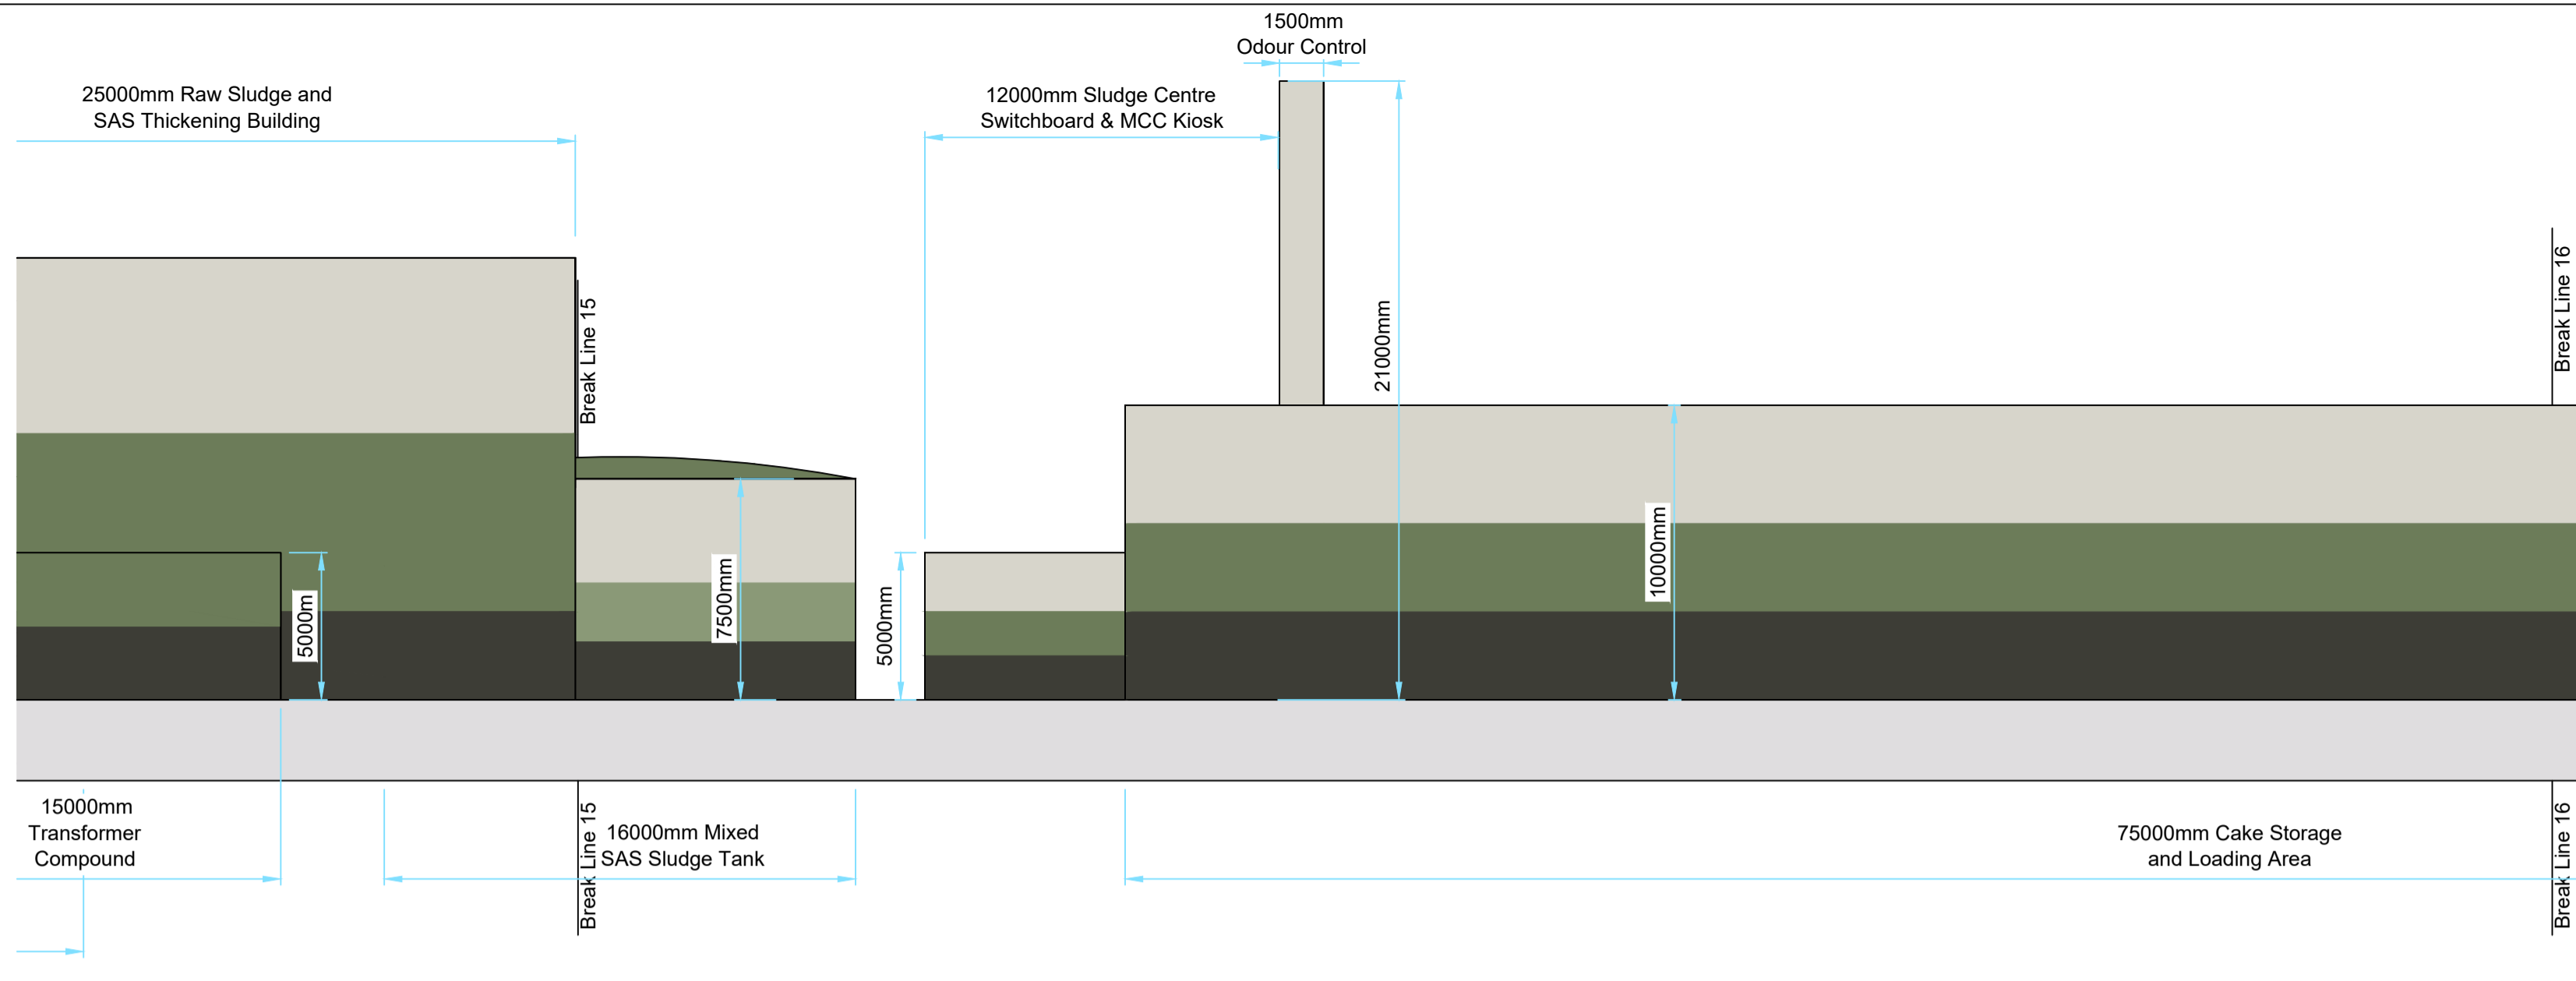 1500mm
Odour Control
25000mm Raw Sludge and
SAS Thickening Building
12000mm Sludge Centre
Switchboard & MCC Kiosk
Break Line 15
Break Line 16
21000mm
5000m
7500mm
5000mm
10000mm
15000mm
Transformer
Compound
Break Line 15
16000mm Mixed
SAS Sludge Tank
75000mm Cake Storage
and Loading Area
Break Line 16